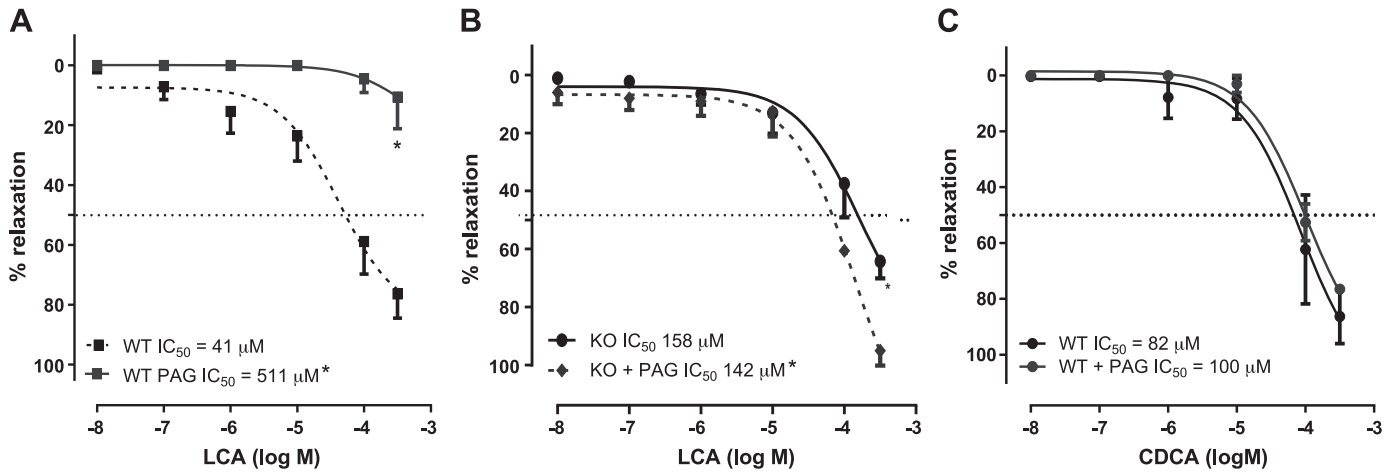 A
% relaxation
0
20
40
60
80
100
WT IC50 = 41 μM
WT PAG IC50 = 511 μM*
*
-8 -7 -6 -5 -4 -3
LCA (log M)
B
% relaxation
0
20
40
60
80
100
KO IC50 158 μM
KO + PAG IC50 142 μM*
*
-8 -7 -6 -5 -4 -3
LCA (log M)
C
% relaxation
0
20
40
60
80
100
WT IC50 = 82 μM
WT + PAG IC50 = 100 μM
-8 -7 -6 -5 -4 -3
CDCA (logM)